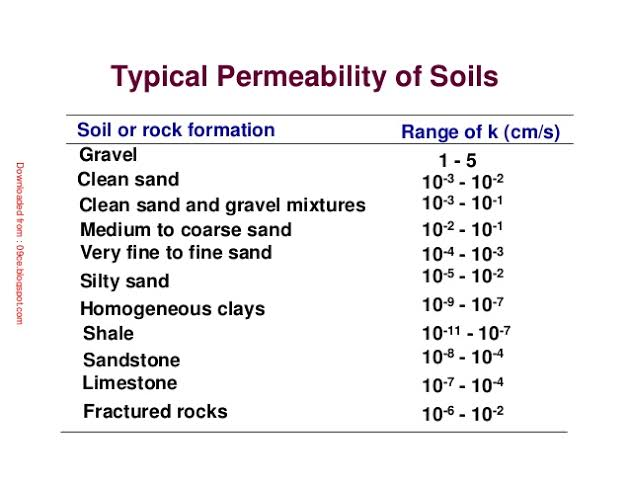 Typical Permeability of Soils
Soil or rock formation Range of k (cm/s)
Gravel 1 - 5
Clean sand 10-3 - 10-2
Clean sand and gravel mixtures 10-3 - 10-1
Medium to coarse sand 10-2 - 10-1
Very fine to fine sand 10-4 - 10-3
Silty sand 10-5 - 10-2
Homogeneous clays 10-9 - 10-7
Shale 10-11 - 10-7
Sandstone 10-8 - 10-4
Limestone 10-7 - 10-4
Fractured rocks 10-6 - 10-2
Downloaded from : 09ce.blogspot.com